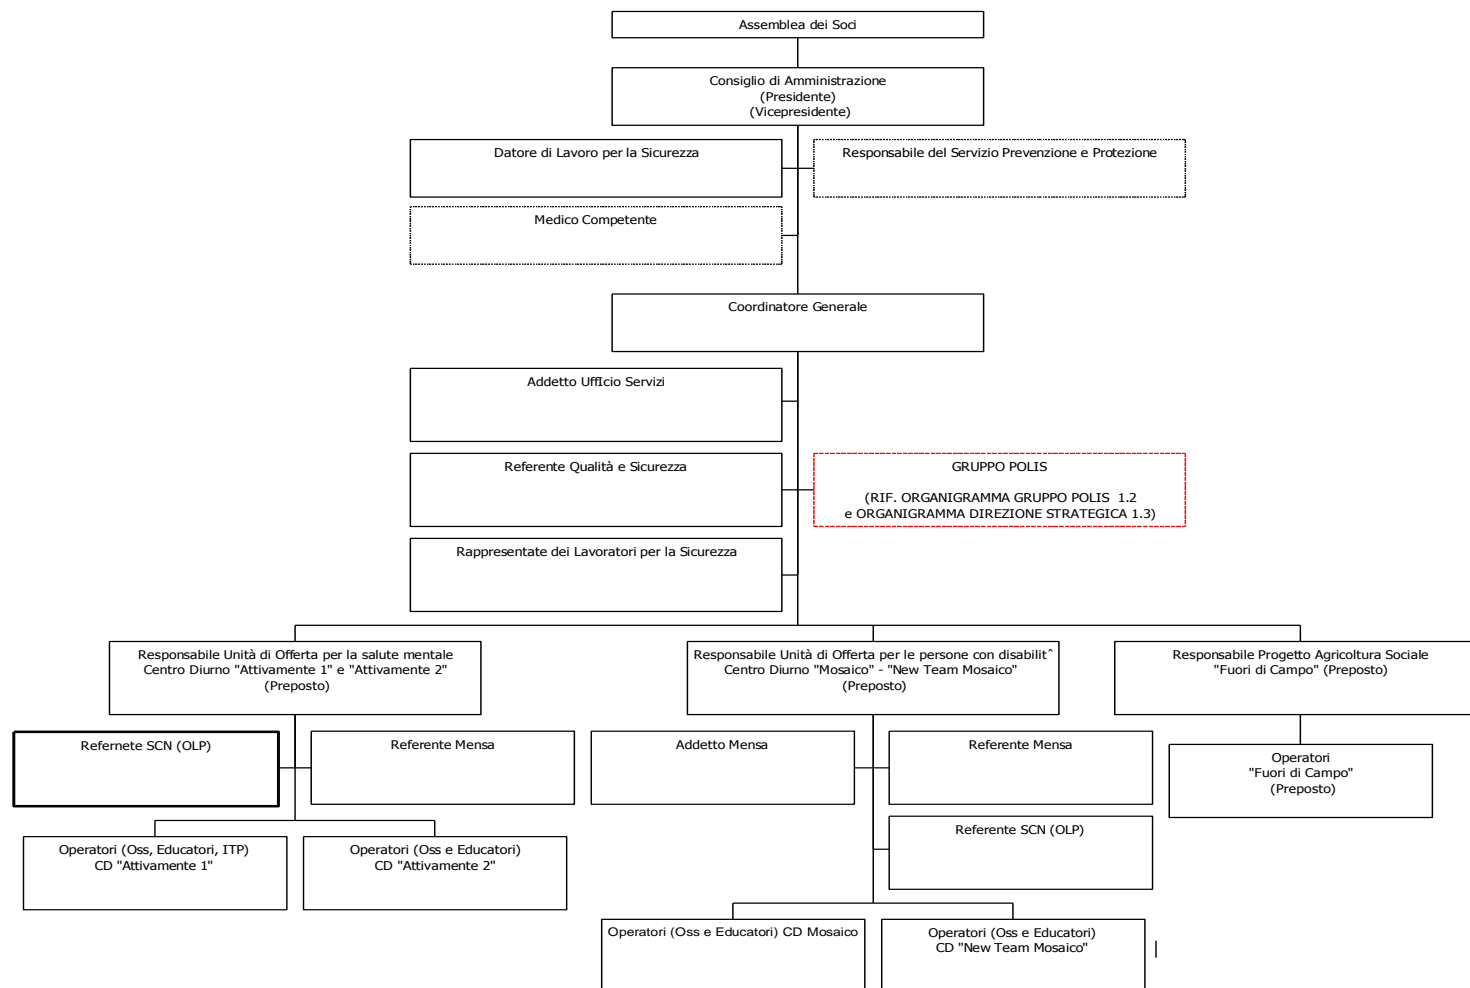 Assemblea dei Soci
Consiglio di Amministrazione
(Presidente)
(Vicepresidente)
Datore di Lavoro per la Sicurezza
Responsabile del Servizio Prevenzione e Protezione
Medico Competente
Coordinatore Generale
Addetto UffIcio Servizi
Referente Qualità e Sicurezza
GRUPPO POLIS
(RIF. ORGANIGRAMMA GRUPPO POLIS 1.2
e ORGANIGRAMMA DIREZIONE STRATEGICA 1.3)
Rappresentate dei Lavoratori per la Sicurezza
Responsabile Unità di Offerta per la salute mentale
Centro Diurno "Attivamente 1" e "Attivamente 2"
(Preposto)
Responsabile Unità di Offerta per le persone con disabilitˆ
Centro Diurno "Mosaico" - "New Team Mosaico"
(Preposto)
Responsabile Progetto Agricoltura Sociale
"Fuori di Campo" (Preposto)
Refernete SCN (OLP)
Referente Mensa
Addetto Mensa
Referente Mensa
Operatori
"Fuori di Campo"
(Preposto)
Referente SCN (OLP)
Operatori (Oss, Educatori, ITP)
CD "Attivamente 1"
Operatori (Oss e Educatori)
CD "Attivamente 2"
Operatori (Oss e Educatori) CD Mosaico
Operatori (Oss e Educatori)
CD "New Team Mosaico"